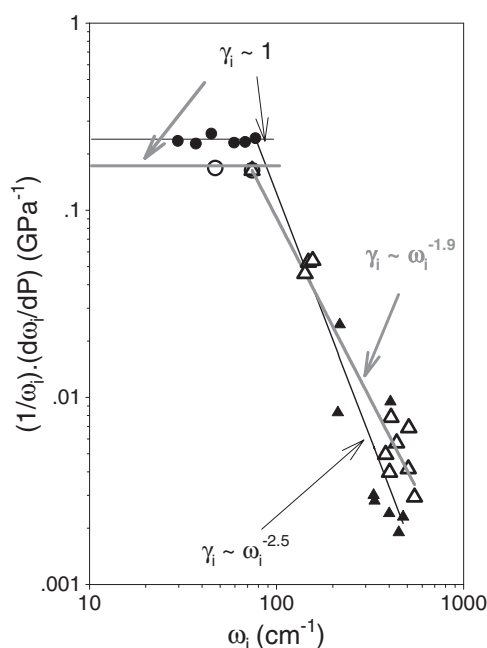 1
γi ~ 1
.1
γi ~ ωi-1.9
.01
γi ~ ωi-2.5
.001
10 100 1000
ωi (cm-1)
(1/ωi).(dωi/dP) (GPa-1)